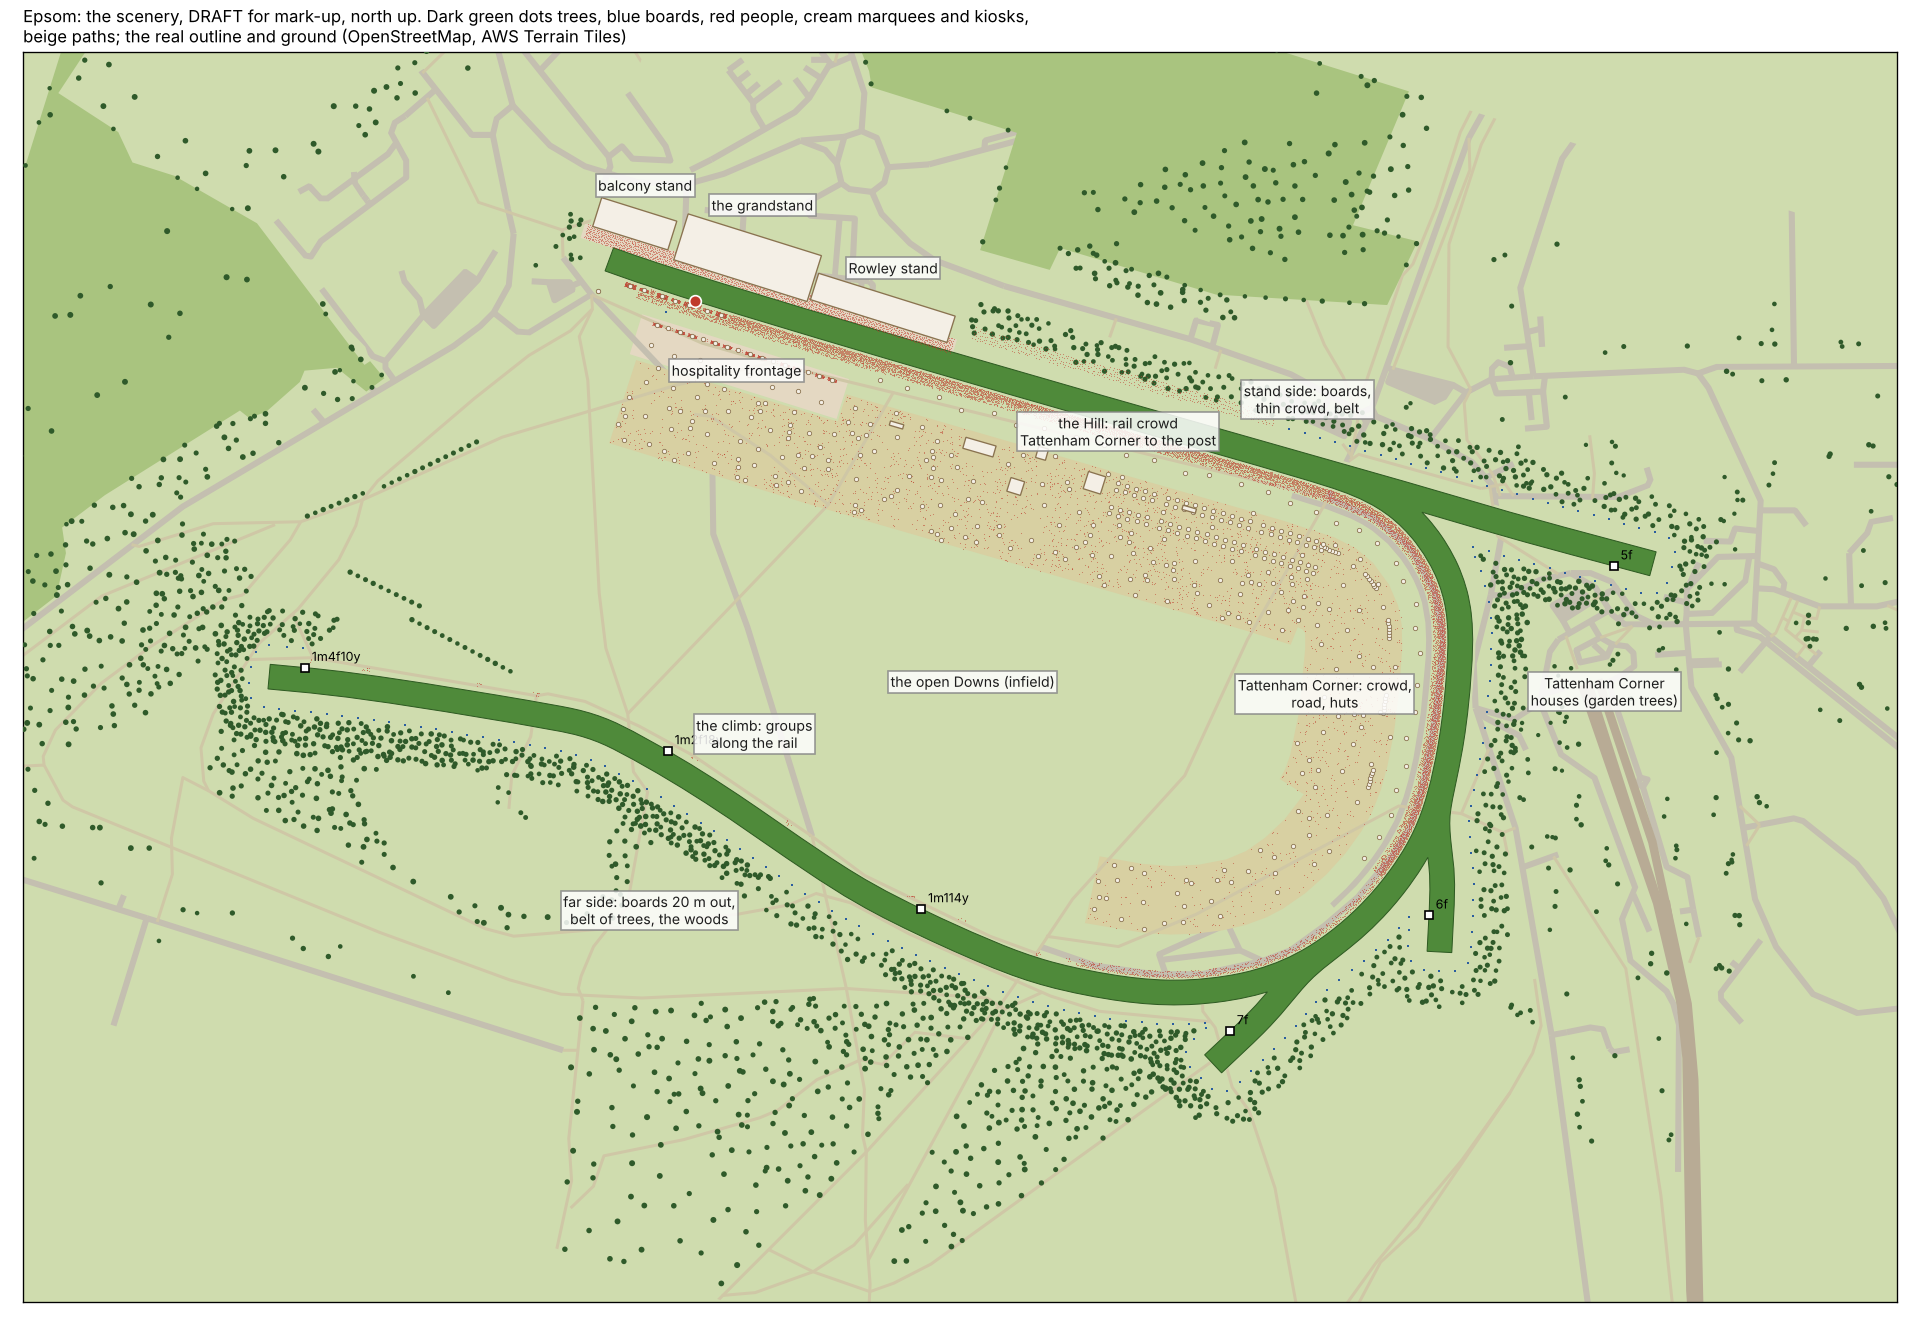 Epsom: the scenery, DRAFT for mark-up, north up. Dark green dots trees, blue boards, red people, cream marquees and kiosks,
beige paths; the real outline and ground (OpenStreetMap, AWS Terrain Tiles)
balcony stand
the grandstand
Rowley stand
hospitality frontage
stand side: boards,
thin crowd, belt
the Hill: rail crowd
Tattenham Corner to the post
5f
1m4f10y
the open Downs (infield)
Tattenham Corner: crowd,
road, huts
Tattenham Corner
houses (garden trees)
the climb: groups
along the rail
1m114y
6f
far side: boards 20 m out,
belt of trees, the woods
7f